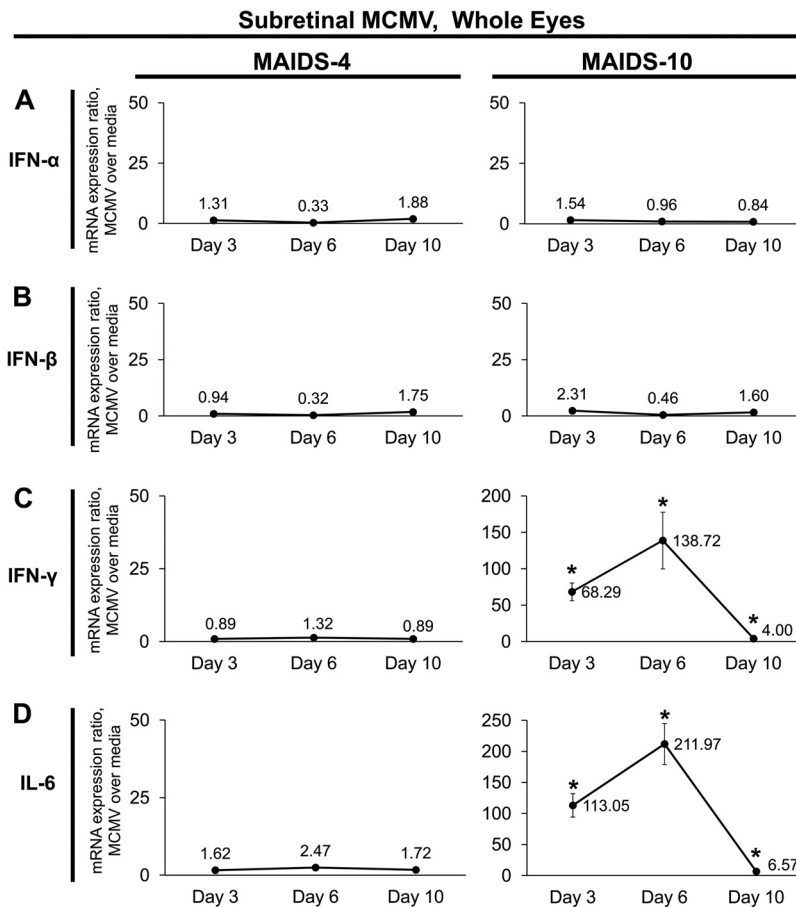 Subretinal MCMV, Whole Eyes
MAIDS-4
MAIDS-10
A
IFN-α
mRNA expression ratio,
MCMV over media
50
25
0
1.31
0.33
1.88
Day 3
Day 6
Day 10
50
25
0
1.54
0.96
0.84
Day 3
Day 6
Day 10
B
IFN-β
mRNA expression ratio,
MCMV over media
50
25
0
0.94
0.32
1.75
Day 3
Day 6
Day 10
50
25
0
2.31
0.46
1.60
Day 3
Day 6
Day 10
C
IFN-γ
mRNA expression ratio,
MCMV over media
50
25
0
0.89
1.32
0.89
Day 3
Day 6
Day 10
200
150
100
50
0
*
68.29
*
138.72
*
4.00
Day 3
Day 6
Day 10
D
IL-6
mRNA expression ratio,
MCMV over media
50
25
0
1.62
2.47
1.72
Day 3
Day 6
Day 10
250
200
150
100
50
0
*
113.05
*
211.97
*
6.57
Day 3
Day 6
Day 10